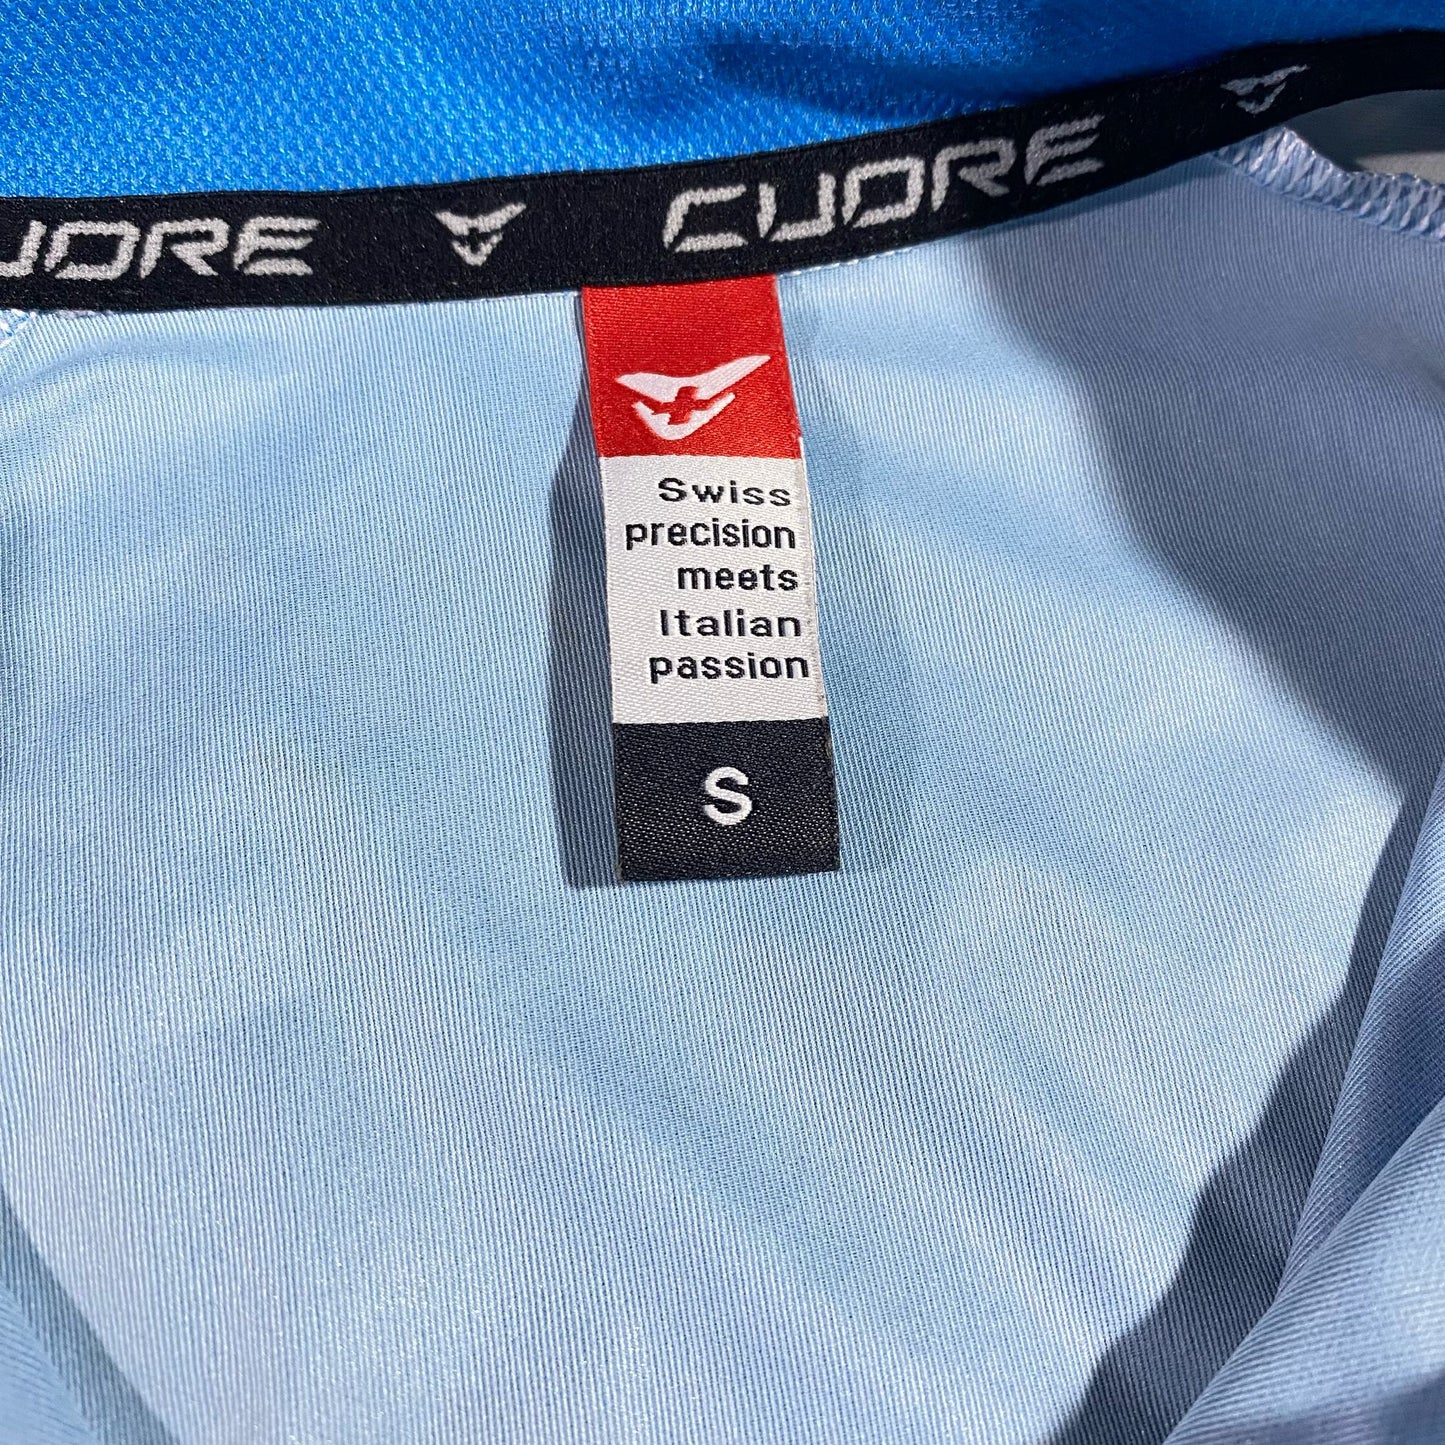 CUORE CUORE
Swiss
precision
meets
Italian
passion
S